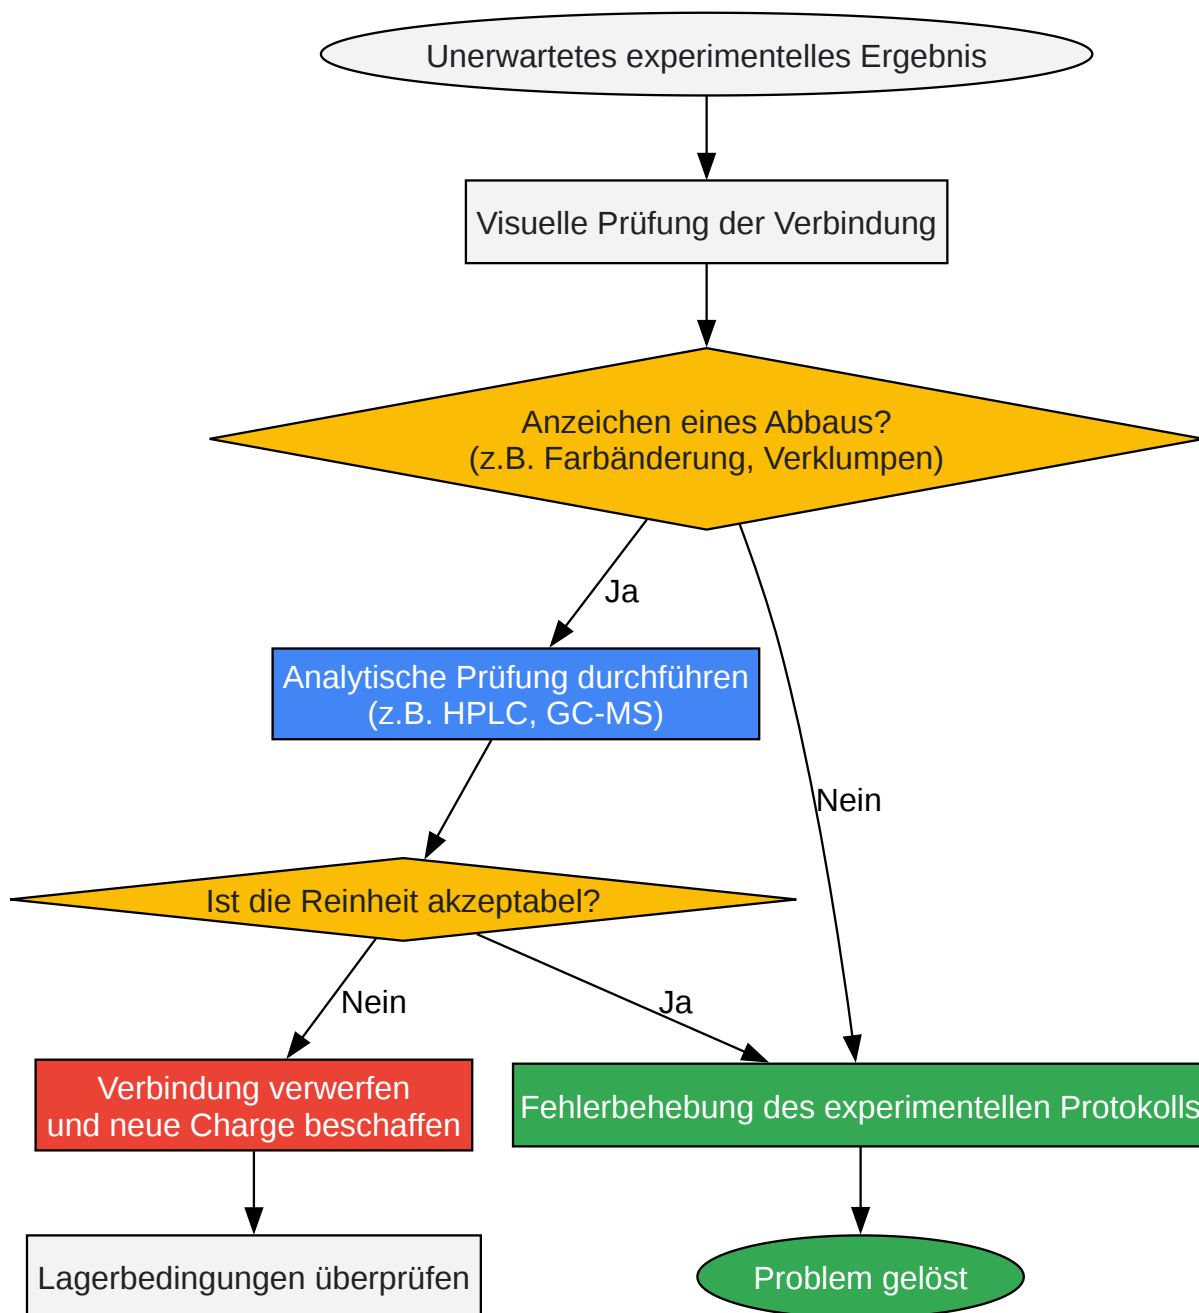 Unerwartetes experimentelles Ergebnis
Visuelle Prüfung der Verbindung
Anzeichen eines Abbaus?
(z.B. Farbänderung, Verklumpen)
Ja
Analytische Prüfung durchführen
(z.B. HPLC, GC-MS)
Nein
Ist die Reinheit akzeptabel?
Nein
Ja
Verbindung verwerfen
und neue Charge beschaffen
Fehlerbehebung des experimentellen Protokolls
Lagerbedingungen überprüfen
Problem gelöst